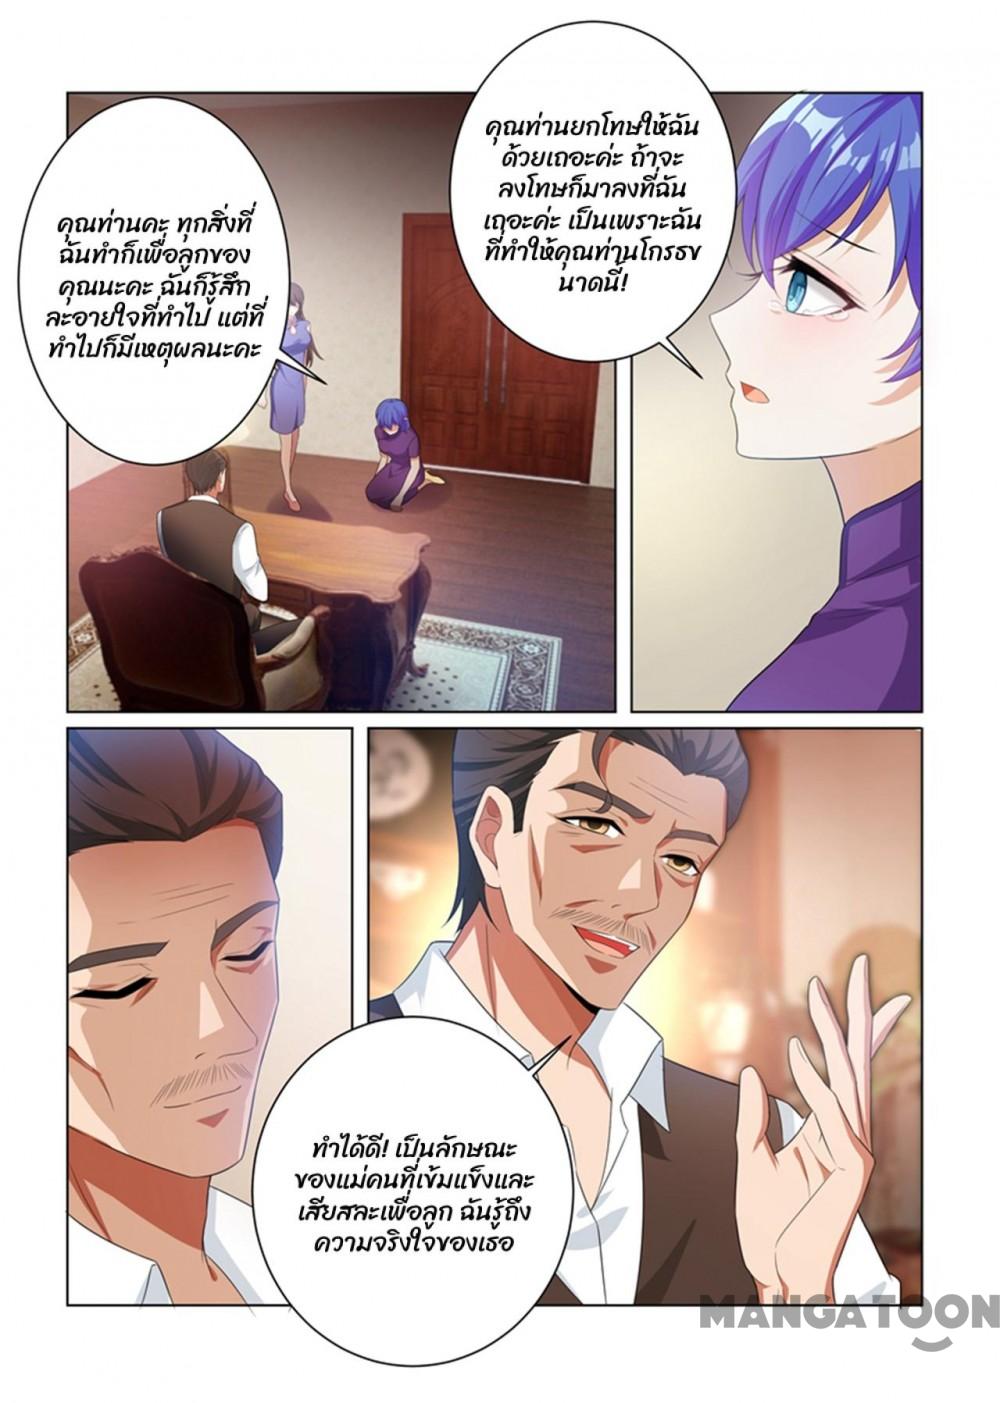 คุณท่านคะ ทุกสิ่งที่
ฉันทำก็เพื่อลูกของ
คุณนะคะ ฉันก็รู้สึก
ละอายใจที่ทำไป แต่ที่
ทำไปก็มีเหตุผลนะคะ
คุณท่านยกโทษให้ฉัน
ด้วยเถอะค่ะ ถ้าจะ
ลงโทษก็มาลงที่ฉัน
เถอะค่ะ เป็นเพราะฉัน
ที่ทำให้คุณท่านโกรธข
นาดนี้!
ทำได้ดี! เป็นลักษณะ
ของแม่คนที่เข้มแข็งและ
เสียสละเพื่อลูก ฉันรู้ถึง
ความจริงใจของเธอ
MANGATOON